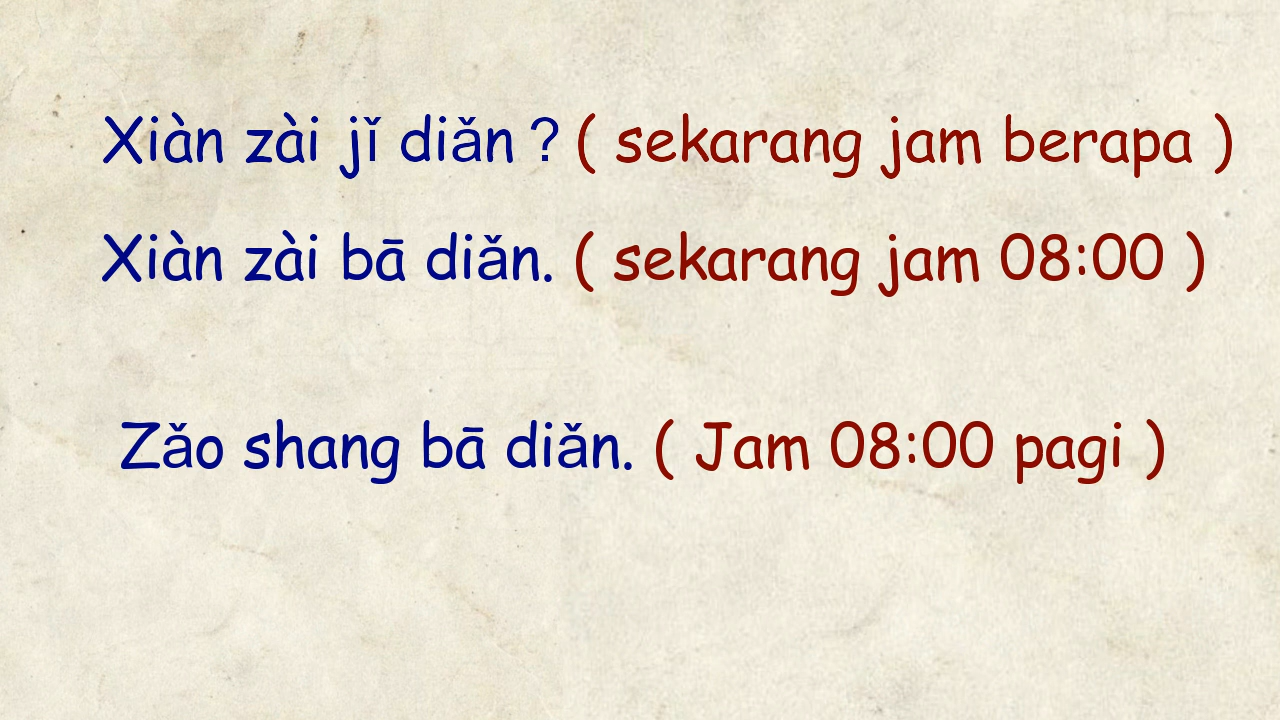 Xiàn zài jǐ diǎn ? ( sekarang jam berapa )
Xiàn zài bā diǎn. ( sekarang jam 08:00 )
Zǎo shang bā diǎn. ( Jam 08:00 pagi )